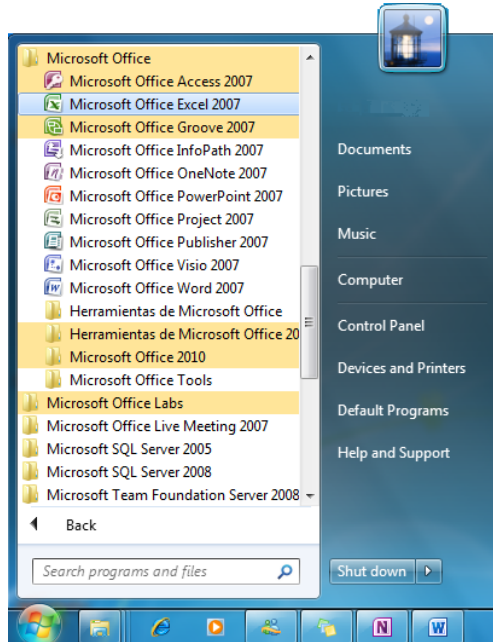 Microsoft Office
Microsoft Office Access 2007
Microsoft Office Excel 2007
Microsoft Office Groove 2007
Microsoft Office InfoPath 2007
Microsoft Office OneNote 2007
Microsoft Office PowerPoint 2007
Microsoft Office Project 2007
Microsoft Office Publisher 2007
Microsoft Office Visio 2007
Microsoft Office Word 2007
Herramientas de Microsoft Office
Herramientas de Microsoft Office 20
Microsoft Office 2010
Microsoft Office Tools
Microsoft Office Labs
Microsoft Office Live Meeting 2007
Microsoft SQL Server 2005
Microsoft SQL Server 2008
Microsoft Team Foundation Server 2008
Back
Search programs and files
Documents
Pictures
Music
Computer
Control Panel
Devices and Printers
Default Programs
Help and Support
Shut down
N
W